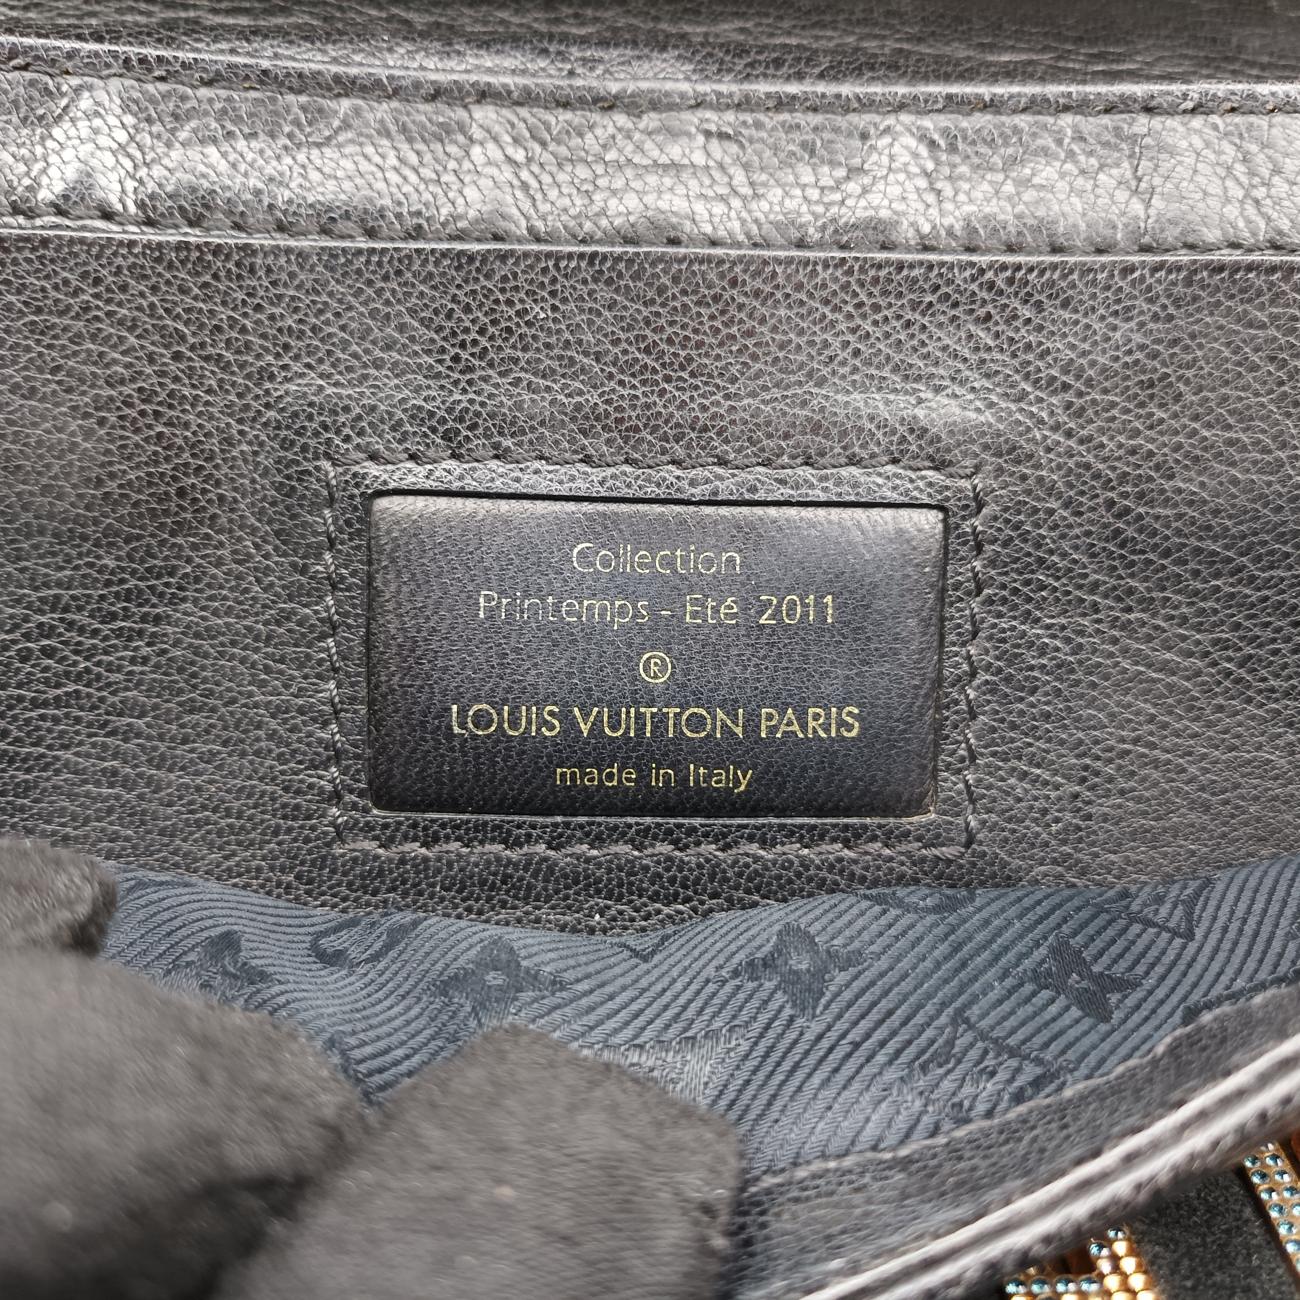 Collection
Printemps - Eté 2011
®
LOUIS VUITTON PARIS
made in Italy